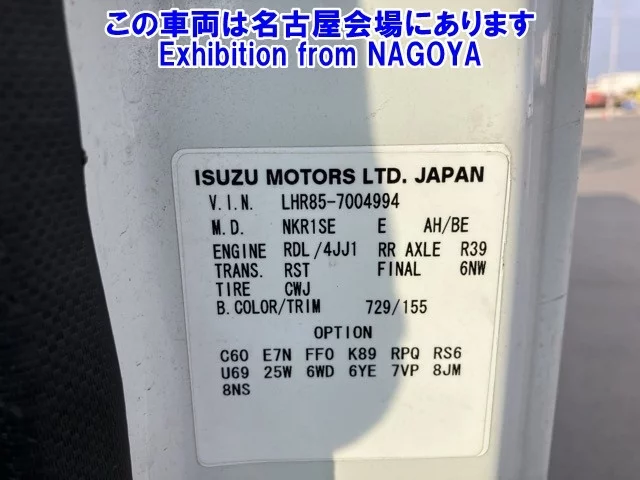 この車両は名古屋会場にあります
Exhibition from NAGOYA
ISUZU MOTORS LTD. JAPAN
V.I.N. LHR85-7004994
M.D. NKR1SE E AH/BE
ENGINE RDL/4JJ1 RR AXLE R39
TRANS. RST FINAL 6NW
TIRE CWJ
B.COLOR/TRIM 729/155
OPTION
C60 E7N FF0 K89 RPQ RS6
U69 25W 6WD 6YE 7VP 8JM
8NS